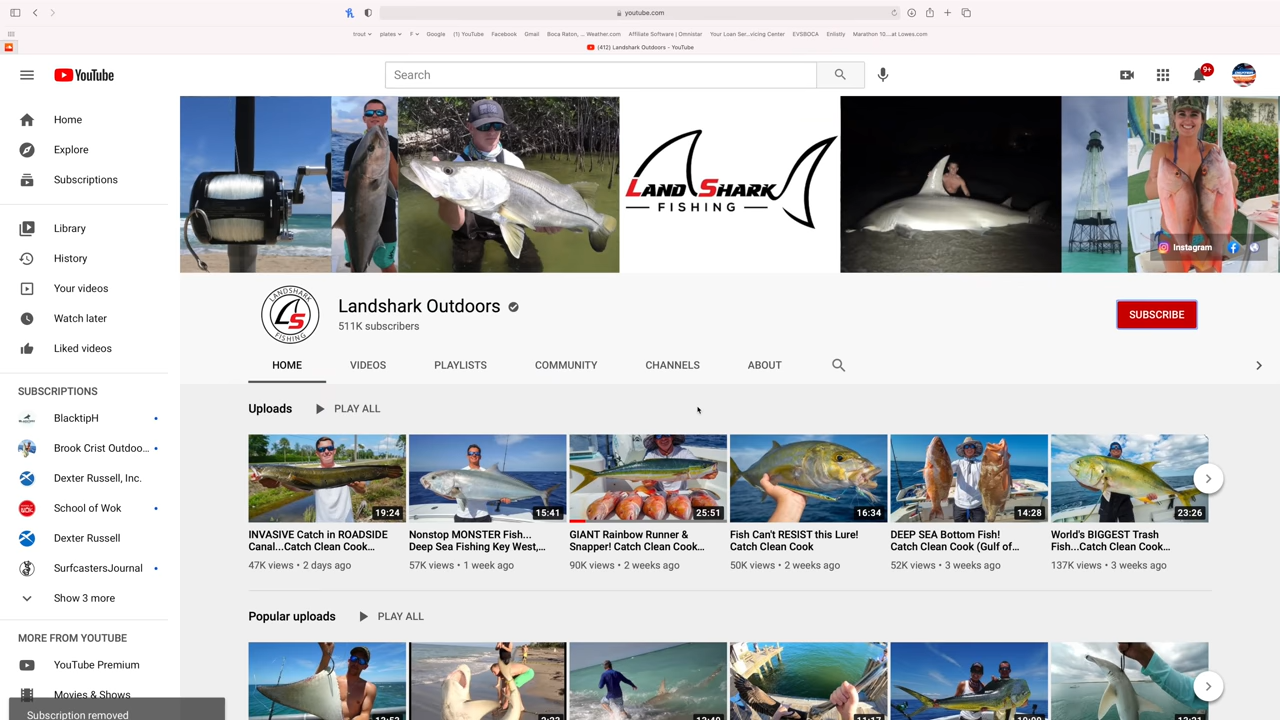 youtube.com
trout
plates
F
Google
(1) YouTube
Facebook
Gmail
Boca Raton, ... Weather.com
Affiliate Software | Omnistar
Your Loan Ser...vicing Center
EVSBOCA
Enlistly
Marathon 10....at Lowes.com
(412) Landshark Outdoors - YouTube
YouTube
Search
9+
Home
Explore
Subscriptions
Library
History
Your videos
Watch later
Liked videos
SUBSCRIPTIONS
BlacktipH
Brook Crist Outdoo...
Dexter Russell, Inc.
School of Wok
Dexter Russell
SurfcastersJournal
Show 3 more
MORE FROM YOUTUBE
YouTube Premium
Movies & Shows
Subscription removed
LAND SHARK
FISHING
Instagram
LANDSHARK
LS
FISHING
Landshark Outdoors
511K subscribers
SUBSCRIBE
HOME
VIDEOS
PLAYLISTS
COMMUNITY
CHANNELS
ABOUT
Uploads
PLAY ALL
19:24
INVASIVE Catch in ROADSIDE
Canal...Catch Clean Cook...
47K views • 2 days ago
15:41
Nonstop MONSTER Fish...
Deep Sea Fishing Key West,...
57K views • 1 week ago
25:51
GIANT Rainbow Runner &
Snapper! Catch Clean Cook...
90K views • 2 weeks ago
16:34
Fish Can't RESIST this Lure!
Catch Clean Cook
50K views • 2 weeks ago
14:28
DEEP SEA Bottom Fish!
Catch Clean Cook (Gulf of...
52K views • 3 weeks ago
23:26
World's BIGGEST Trash
Fish...Catch Clean Cook...
137K views • 3 weeks ago
Popular uploads
PLAY ALL